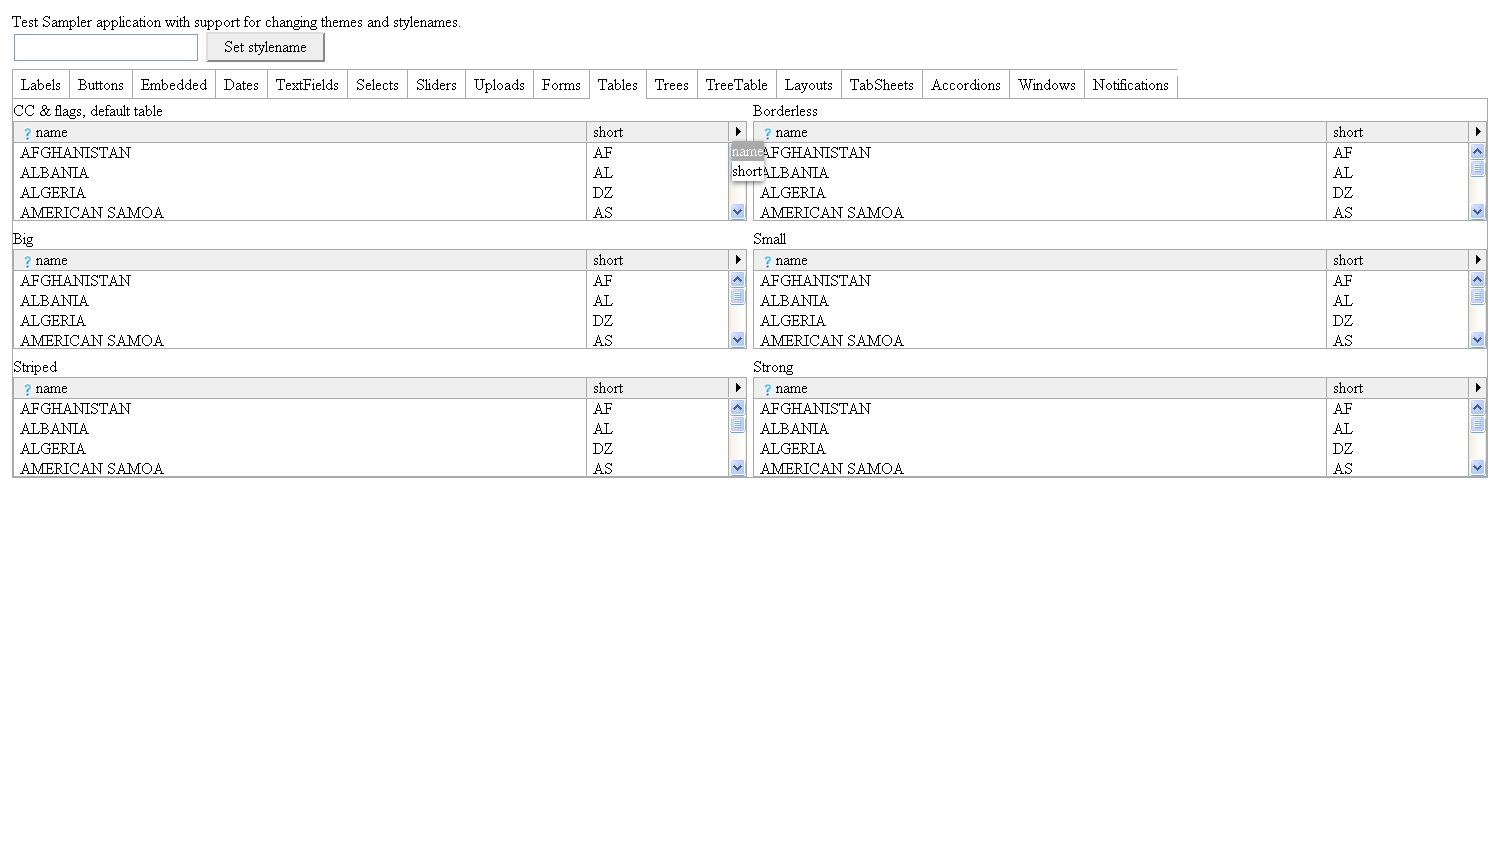 Test Sampler application with support for changing themes and stylenames.
Set stylename
Labels Buttons Embedded Dates TextFields Selects Sliders Uploads Forms Tables Trees TreeTable Layouts TabSheets Accordions Windows Notifications
CC & flags, default table
? name short
AFGHANISTAN AF
ALBANIA AL
ALGERIA DZ
AMERICAN SAMOA AS
name
short
Borderless
? name short
AFGHANISTAN AF
ALBANIA AL
ALGERIA DZ
AMERICAN SAMOA AS
Big
? name short
AFGHANISTAN AF
ALBANIA AL
ALGERIA DZ
AMERICAN SAMOA AS
Small
? name short
AFGHANISTAN AF
ALBANIA AL
ALGERIA DZ
AMERICAN SAMOA AS
Striped
? name short
AFGHANISTAN AF
ALBANIA AL
ALGERIA DZ
AMERICAN SAMOA AS
Strong
? name short
AFGHANISTAN AF
ALBANIA AL
ALGERIA DZ
AMERICAN SAMOA AS